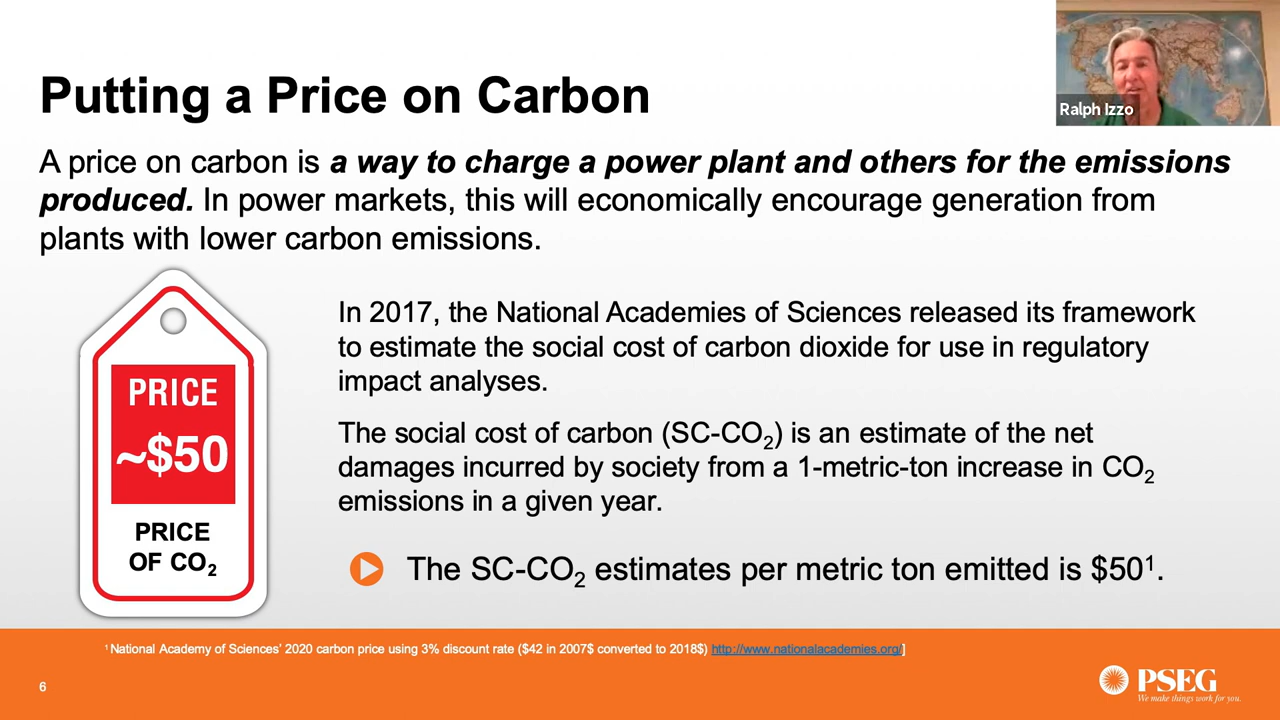 Ralph Izzo
Putting a Price on Carbon
A price on carbon is a way to charge a power plant and others for the emissions
produced. In power markets, this will economically encourage generation from
plants with lower carbon emissions.
PRICE
~$50
PRICE
OF CO₂
In 2017, the National Academies of Sciences released its framework
to estimate the social cost of carbon dioxide for use in regulatory
impact analyses.
The social cost of carbon (SC-CO₂) is an estimate of the net
damages incurred by society from a 1-metric-ton increase in CO₂
emissions in a given year.
The SC-CO₂ estimates per metric ton emitted is $50¹.
¹ National Academy of Sciences' 2020 carbon price using 3% discount rate ($42 in 2007$ converted to 2018$) http://www.nationalacademies.org/]
6
PSEG
We make things work for you.